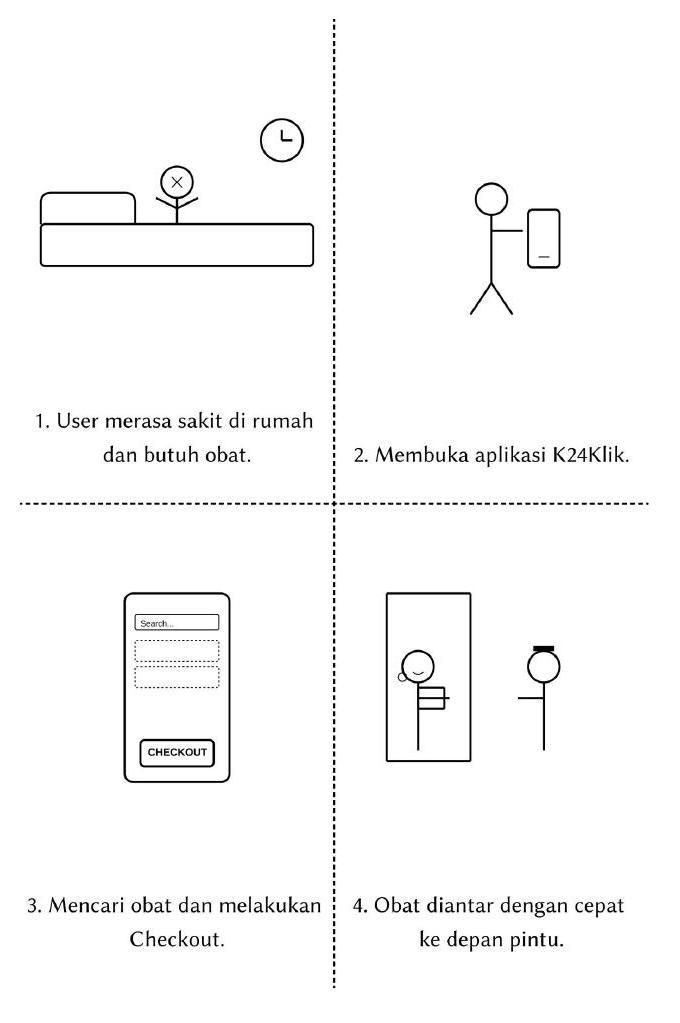 1. User merasa sakit di rumah
dan butuh obat.
2. Membuka aplikasi K24Klik.
Search...
CHECKOUT
3. Mencari obat dan melakukan
Checkout.
4. Obat diantar dengan cepat
ke depan pintu.